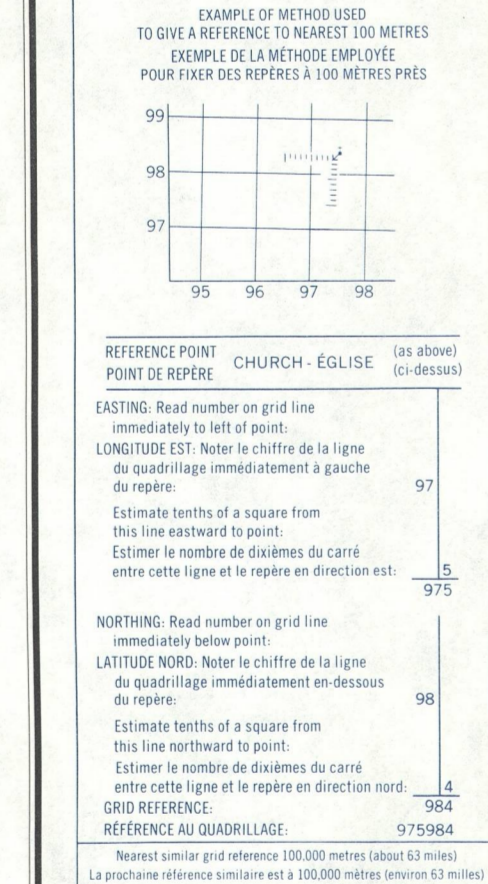 EXAMPLE OF METHOD USED
TO GIVE A REFERENCE TO NEAREST 100 METRES
EXEMPLE DE LA MÉTHODE EMPLOYÉE
POUR FIXER DES REPÈRES À 100 MÈTRES PRÈS
99
98
97
95 96 97 98
REFERENCE POINT
POINT DE REPÈRE
CHURCH - ÉGLISE
(as above)
(ci-dessus)
EASTING: Read number on grid line
immediately to left of point:
LONGITUDE EST: Noter le chiffre de la ligne
du quadrillage immédiatement à gauche
du repère: 97
Estimate tenths of a square from
this line eastward to point:
Estimer le nombre de dixièmes du carré
entre cette ligne et le repère en direction est: 5
975
NORTHING: Read number on grid line
immediately below point:
LATITUDE NORD: Noter le chiffre de la ligne
du quadrillage immédiatement en-dessous
du repère: 98
Estimate tenths of a square from
this line northward to point:
Estimer le nombre de dixièmes du carré
entre cette ligne et le repère en direction nord: 4
GRID REFERENCE: 984
RÉFÉRENCE AU QUADRILLAGE: 975984
Nearest similar grid reference 100,000 metres (about 63 miles)
La prochaine référence similaire est à 100,000 mètres (environ 63 milles)